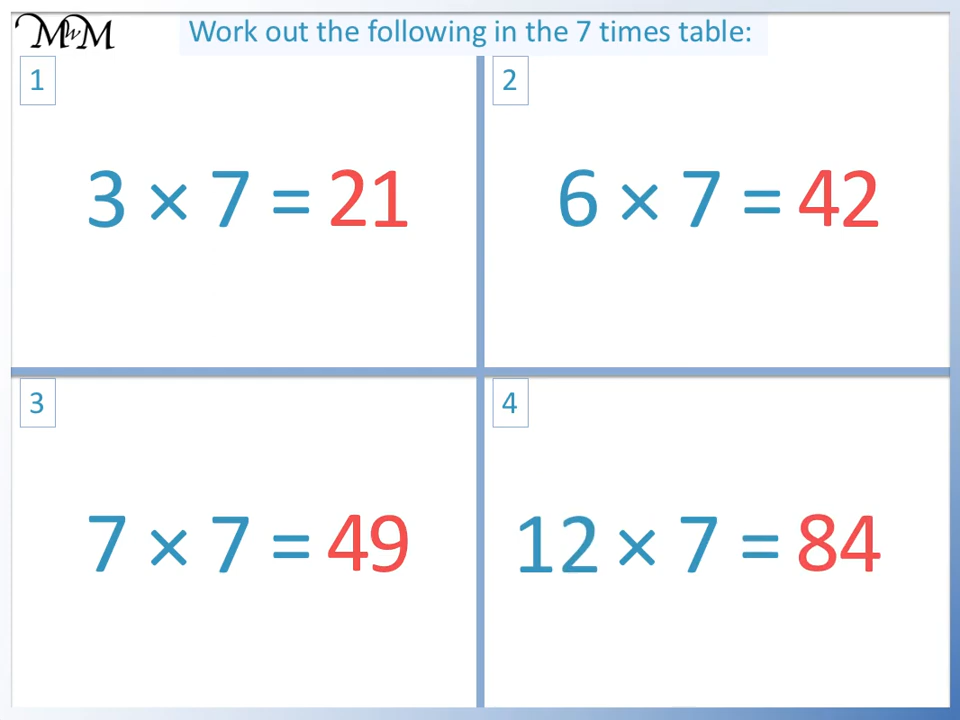 MwM
Work out the following in the 7 times table:
1
3 × 7 = 21
2
6 × 7 = 42
3
7 × 7 = 49
4
12 × 7 = 84